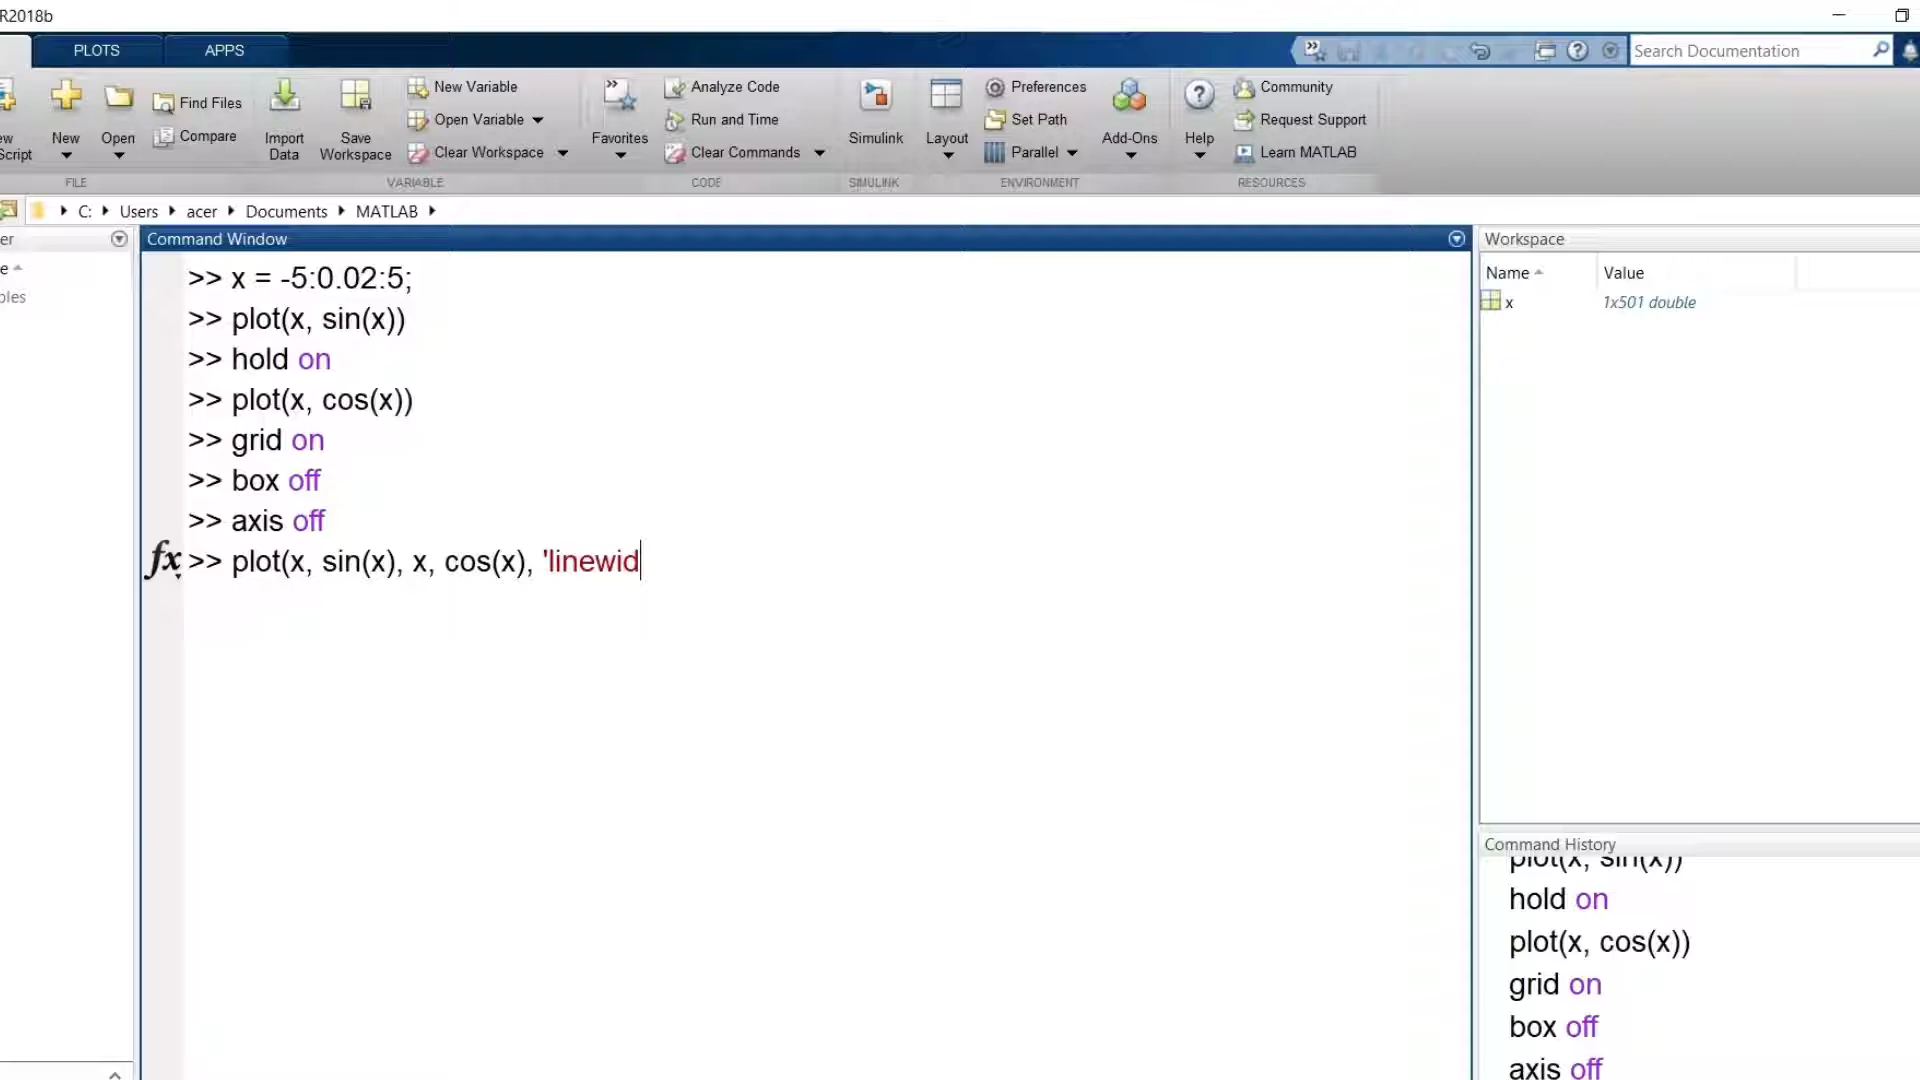 R2018b
PLOTS APPS
Search Documentation
New
Open
Find Files
Compare
Import Data
Save Workspace
New Variable
Open Variable
Clear Workspace
Favorites
Analyze Code
Run and Time
Clear Commands
Simulink
Layout
Preferences
Set Path
Parallel
Add-Ons
Help
Community
Request Support
Learn MATLAB
Script
FILE VARIABLE CODE SIMULINK ENVIRONMENT RESOURCES
C: Users acer Documents MATLAB
Command Window
>> x = -5:0.02:5;
>> plot(x, sin(x))
>> hold on
>> plot(x, cos(x))
>> grid on
>> box off
>> axis off
fx >> plot(x, sin(x), x, cos(x), 'linewid
Workspace
Name Value
x 1x501 double
Command History
plot(x, sin(x))
hold on
plot(x, cos(x))
grid on
box off
axis off